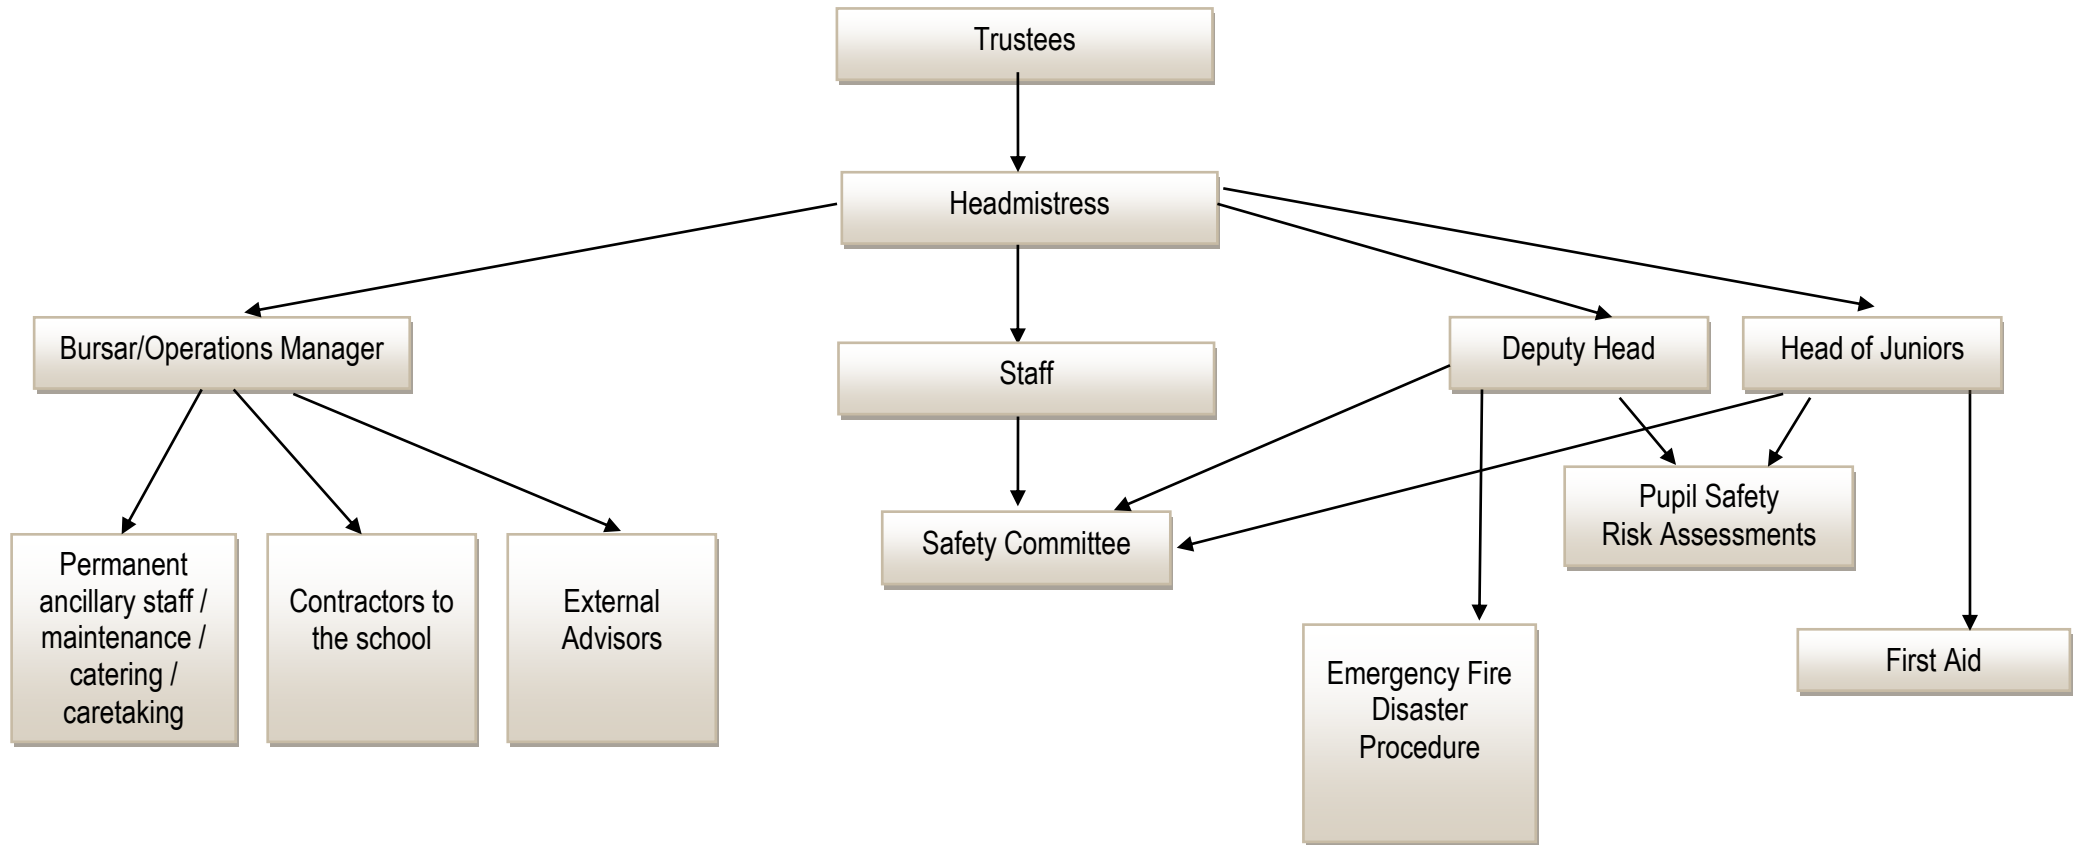 Trustees
Headmistress
Bursar/Operations Manager
Staff
Deputy Head
Head of Juniors
Permanent
ancillary staff /
maintenance /
catering /
caretaking
Contractors to
the school
External
Advisors
Safety Committee
Pupil Safety
Risk Assessments
Emergency Fire
Disaster
Procedure
First Aid